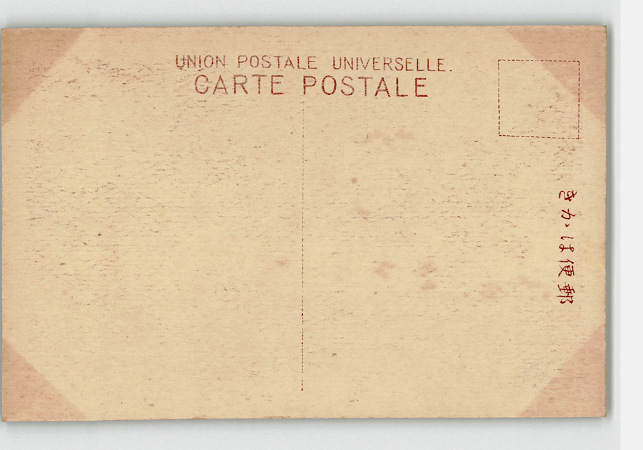 UNION POSTALE UNIVERSELLE.
CARTE POSTALE
郵便はがき